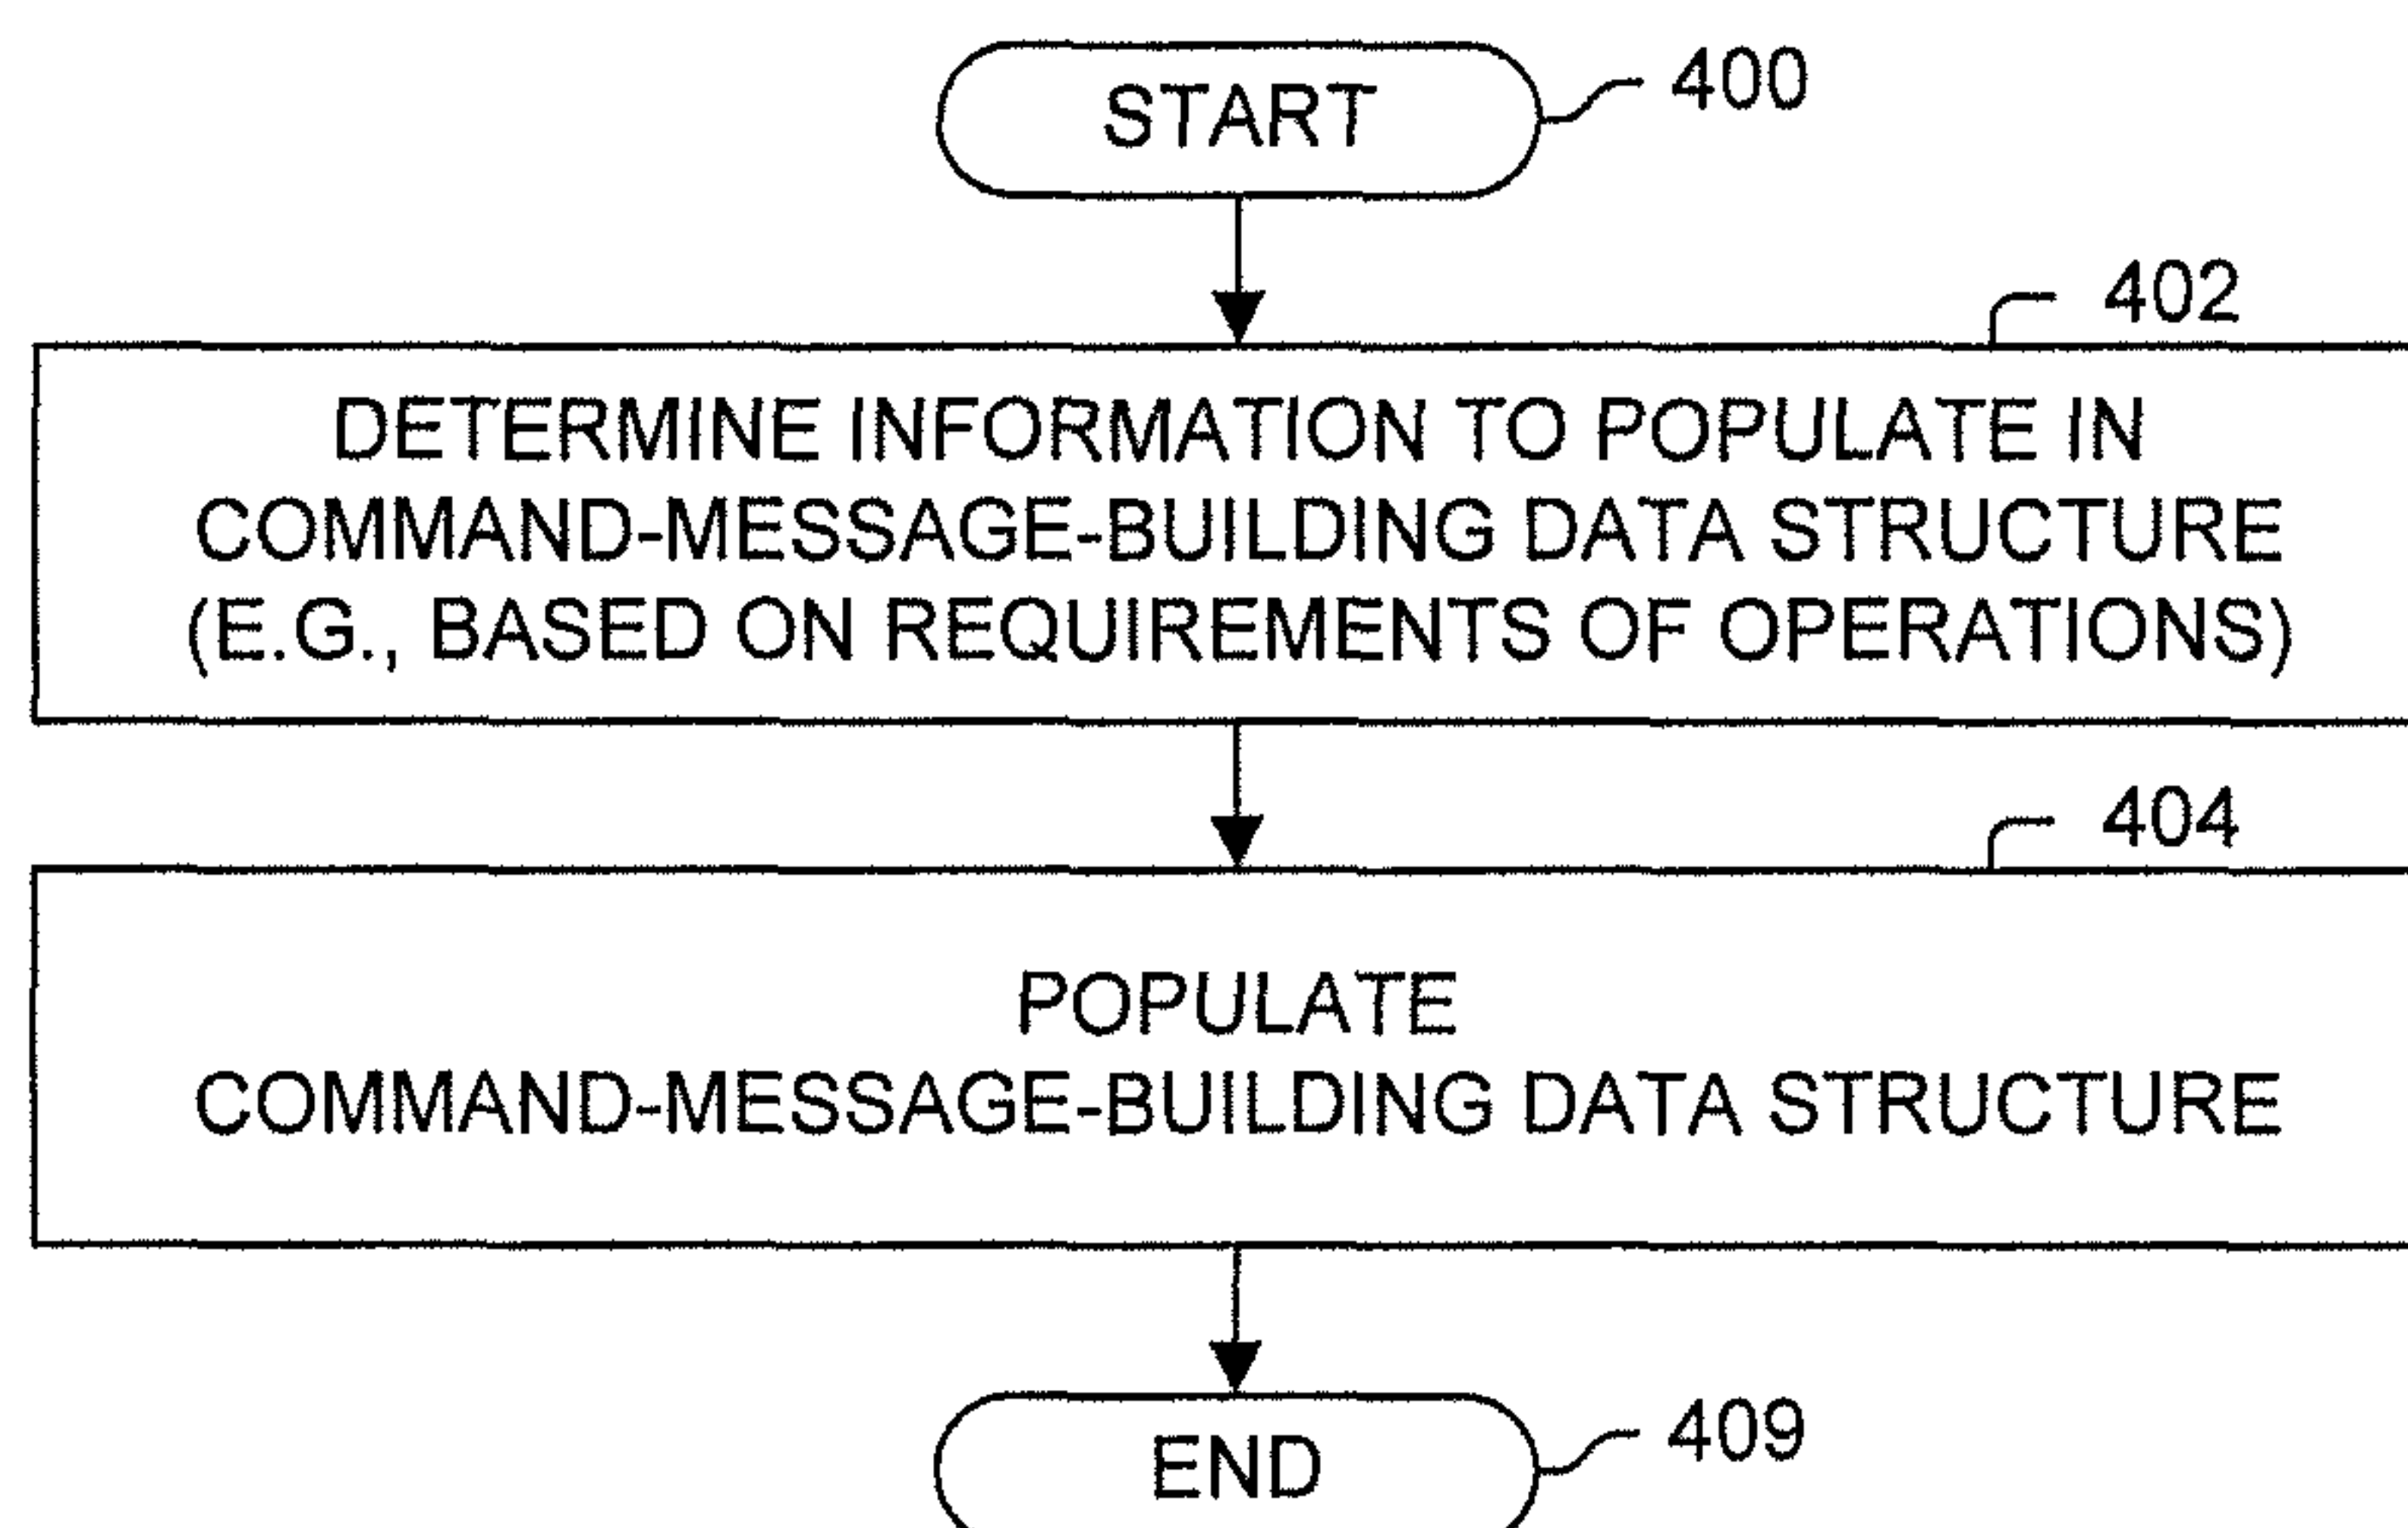 START
400
402
DETERMINE INFORMATION TO POPULATE IN
COMMAND-MESSAGE-BUILDING DATA STRUCTURE
(E.G., BASED ON REQUIREMENTS OF OPERATIONS)
404
POPULATE
COMMAND-MESSAGE-BUILDING DATA STRUCTURE
END
409